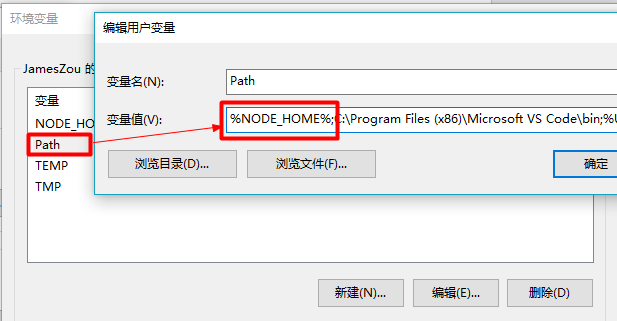 环境变量
编辑用户变量
JamesZou 的
变量
变量名(N):
Path
NODE_HO
变量值(V):
%NODE_HOME%;C:\Program Files (x86)\Microsoft VS Code\bin;%U
Path
TEMP
TMP
浏览目录(D)...
浏览文件(F)...
确定
新建(N)...
编辑(E)...
删除(D)